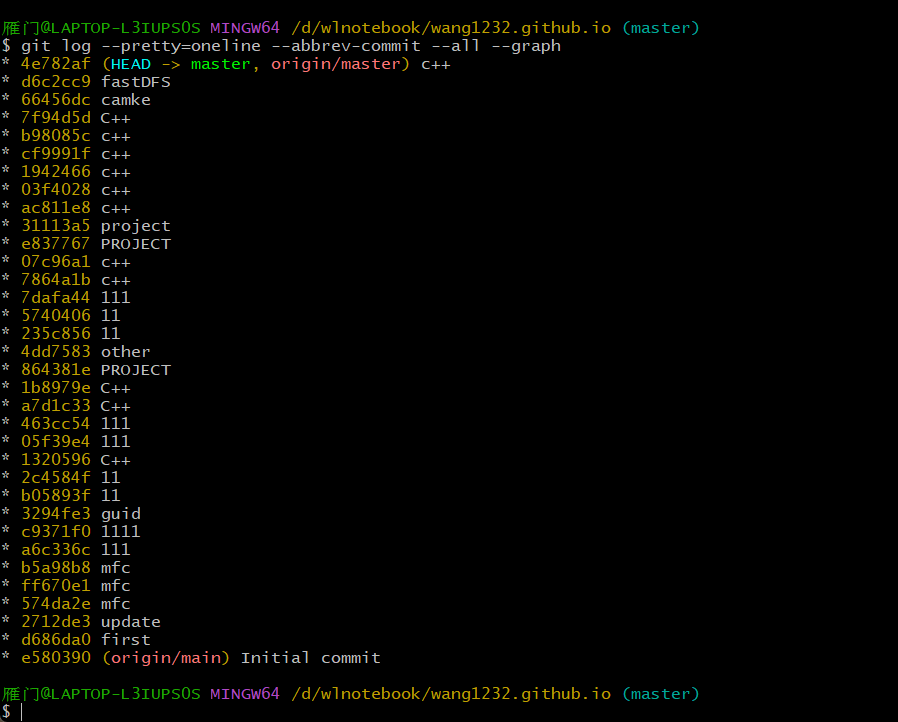 雁门@LAPTOP-L3IUPS0S MINGW64 /d/wlnotebook/wang1232.github.io (master)
$ git log --pretty=oneline --abbrev-commit --all --graph
* 4e782af (HEAD -> master, origin/master) c++
* d6c2cc9 fastDFS
* 66456dc camke
* 7f94d5d C++
* b98085c c++
* cf9991f c++
* 1942466 c++
* 03f4028 c++
* ac811e8 c++
* 31113a5 project
* e837767 PROJECT
* 07c96a1 c++
* 7864a1b c++
* 7dafa44 111
* 5740406 11
* 235c856 11
* 4dd7583 other
* 864381e PROJECT
* 1b8979e C++
* a7d1c33 C++
* 463cc54 111
* 05f39e4 111
* 1320596 C++
* 2c4584f 11
* b05893f 11
* 3294fe3 guid
* c9371f0 1111
* a6c336c 111
* b5a98b8 mfc
* ff670e1 mfc
* 574da2e mfc
* 2712de3 update
* d686da0 first
* e580390 (origin/main) Initial commit
雁门@LAPTOP-L3IUPS0S MINGW64 /d/wlnotebook/wang1232.github.io (master)
$